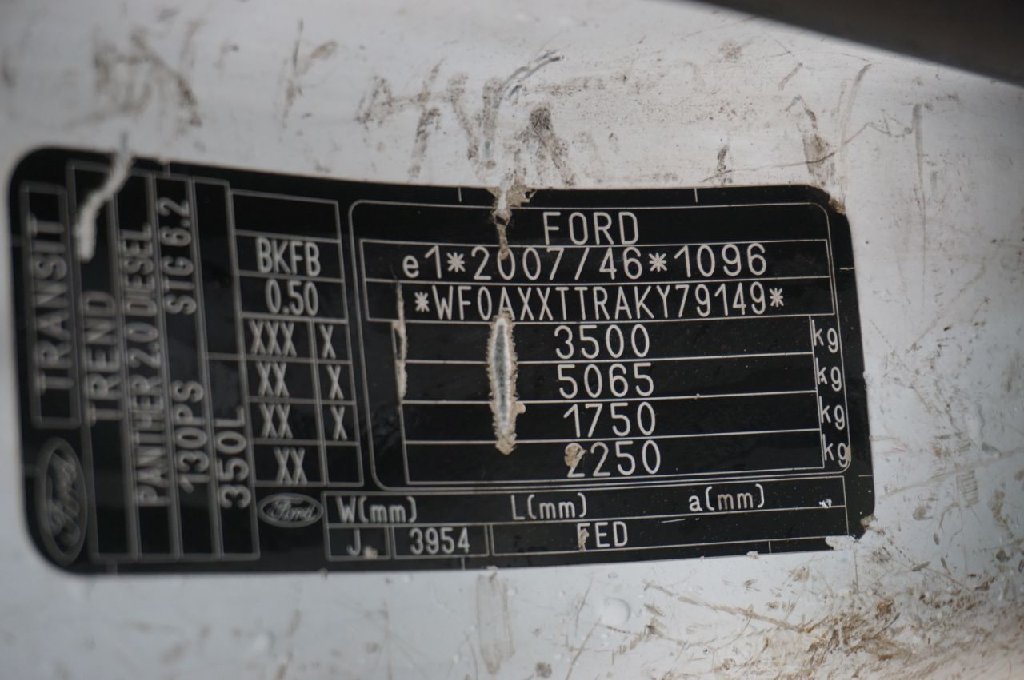 TRANSIT
TREND
PANTHER 2.0 DIESEL
130PS STG 6.2
350L
Ford
BKFB
0.50
XXX X
XX X
XX X
XX
Ford
FORD
e1*2007/46*1096
*WF0AXXTTRAKY79149*
3500 kg
5065 kg
1750 kg
2250 kg
W(mm) L(mm) a(mm)
J 3954 FED